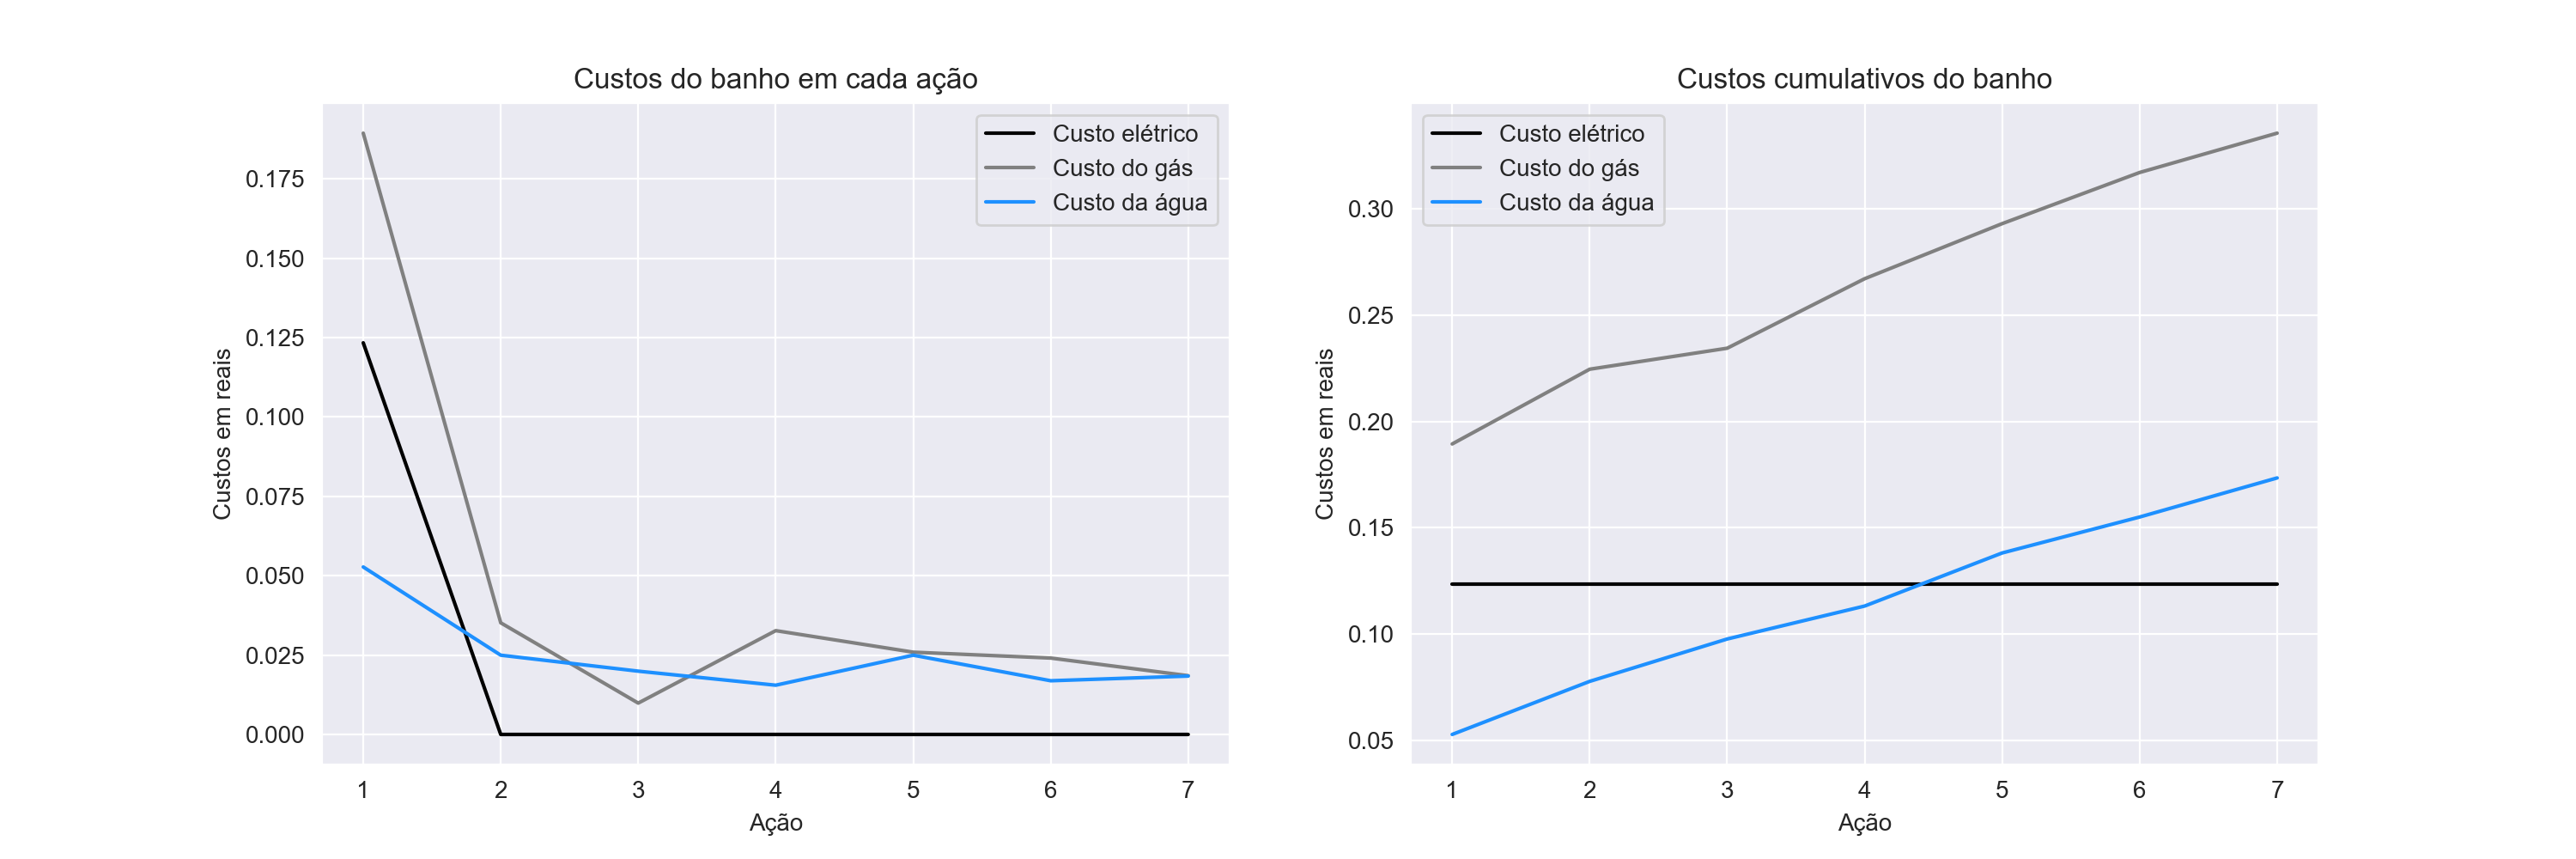 Custos do banho em cada ação
Custos em reais
0.175
0.150
0.125
0.100
0.075
0.050
0.025
0.000
Custo elétrico
Custo do gás
Custo da água
1 2 3 4 5 6 7
Ação
Custos cumulativos do banho
Custos em reais
0.30
0.25
0.20
0.15
0.10
0.05
Custo elétrico
Custo do gás
Custo da água
1 2 3 4 5 6 7
Ação